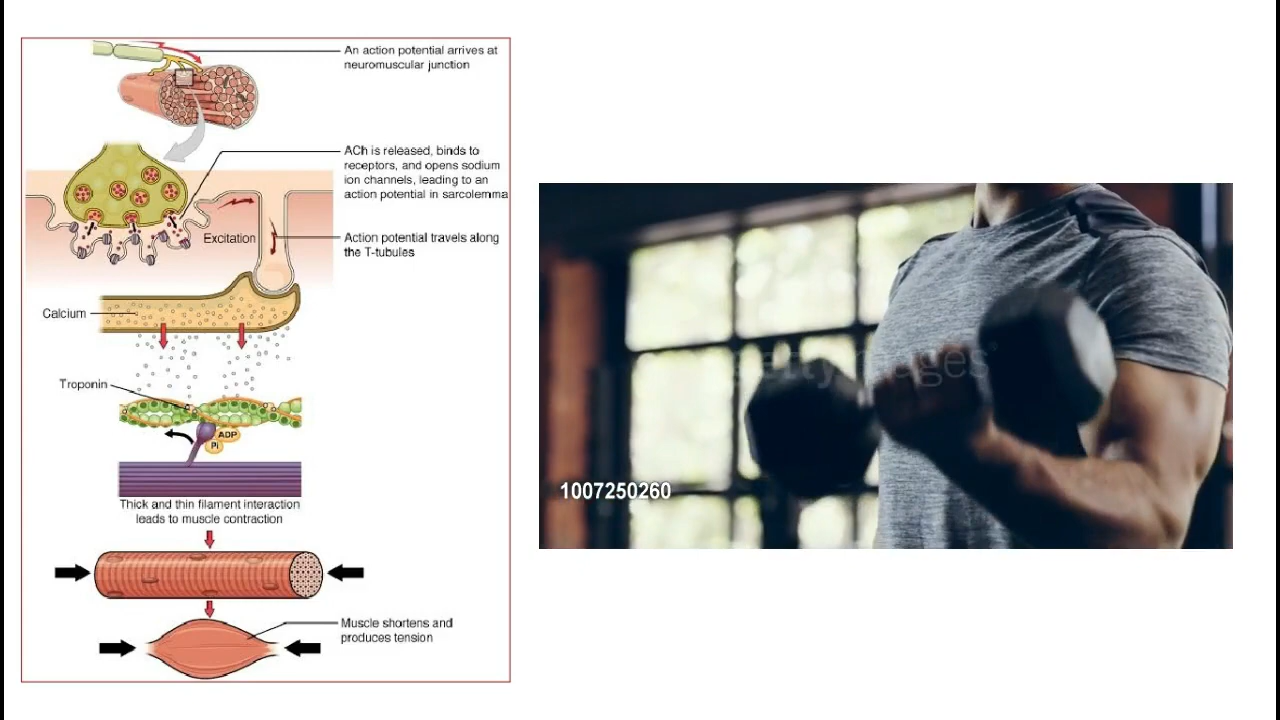 An action potential arrives at
neuromuscular junction
ACh is released, binds to
receptors, and opens sodium
ion channels, leading to an
action potential in sarcolemma
Excitation
Action potential travels along
the T-tubules
Calcium
Troponin
ADP
Pi
Thick and thin filament interaction
leads to muscle contraction
Muscle shortens and
produces tension
getty images®
1007250260